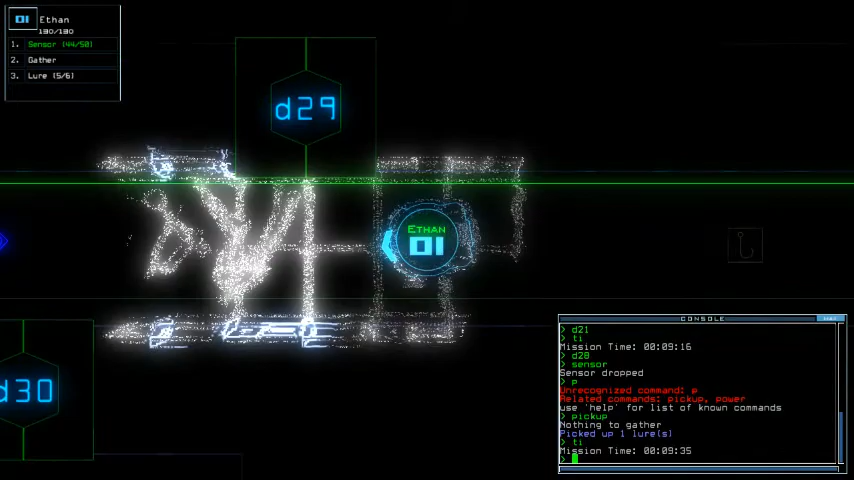 01 Ethan
130/130
1. Sensor (44/50)
2. Gather
3. Lure (5/6)
d29
ETHAN
01
d30
CONSOLE
> d21
> ti
Mission Time: 00:09:16
> d28
> sensor
Sensor dropped
> p
Unrecognized command: p
Related commands: pickup, power
use 'help' for list of known commands
> pickup
Nothing to gather
Picked up 1 lure(s)
> ti
Mission Time: 00:09:35
>